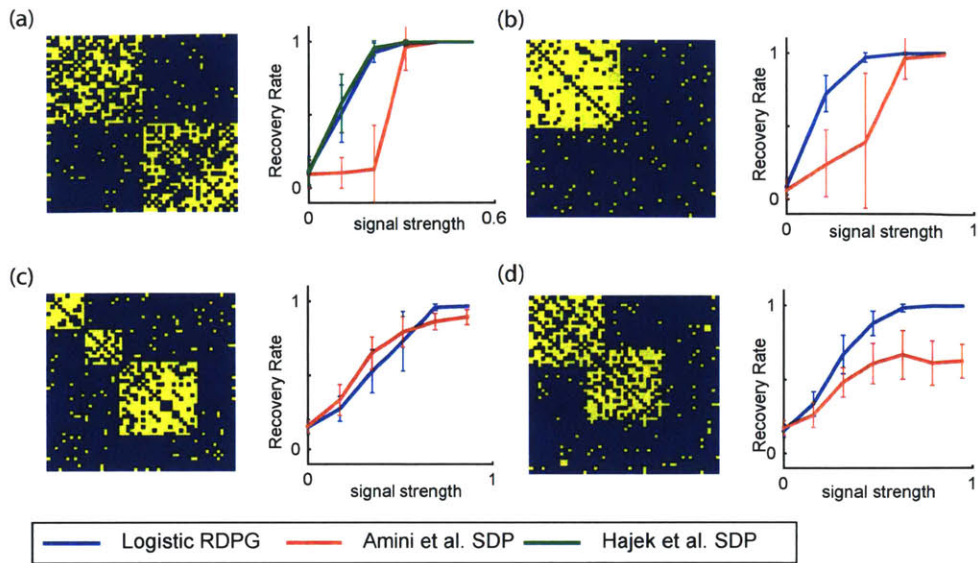 (a)
1
Recovery Rate
0
0
0.6
signal strength
(b)
1
Recovery Rate
0
0
1
signal strength
(c)
1
Recovery Rate
0
0
1
signal strength
(d)
1
Recovery Rate
0
0
1
signal strength
Logistic RDPG Amini et al. SDP Hajek et al. SDP